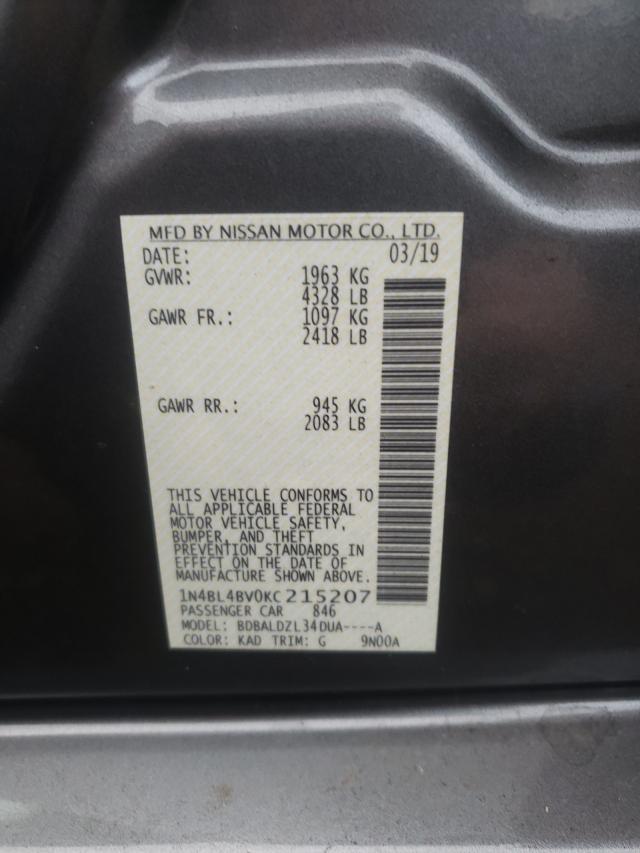 MFD BY NISSAN MOTOR CO., LTD.
DATE: 03/19
GVWR: 1963 KG
4328 LB
GAWR FR.: 1097 KG
2418 LB
GAWR RR.: 945 KG
2083 LB
THIS VEHICLE CONFORMS TO
ALL APPLICABLE FEDERAL
MOTOR VEHICLE SAFETY,
BUMPER, AND THEFT
PREVENTION STANDARDS IN
EFFECT ON THE DATE OF
MANUFACTURE SHOWN ABOVE.
1N4BL4BV0KC215207
PASSENGER CAR 846
MODEL: BDBALDZL34DUA----A
COLOR: KAD TRIM: G 9N00A